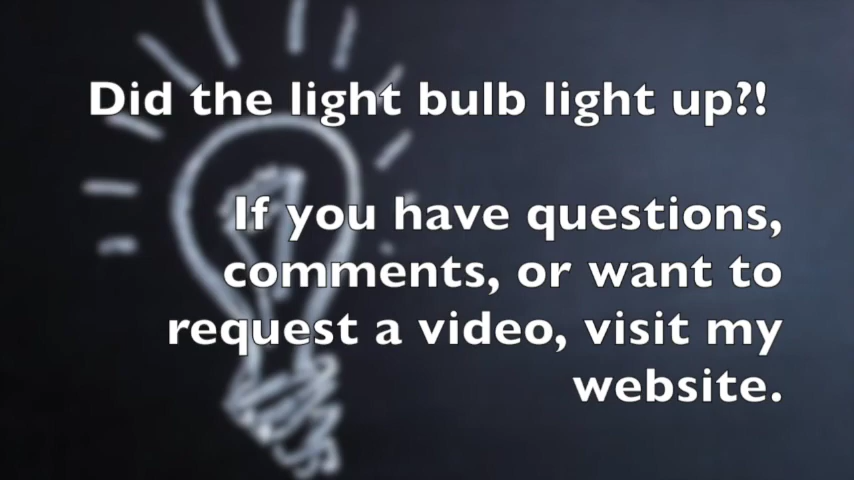 Did the light bulb light up?!
If you have questions,
comments, or want to
request a video, visit my
website.